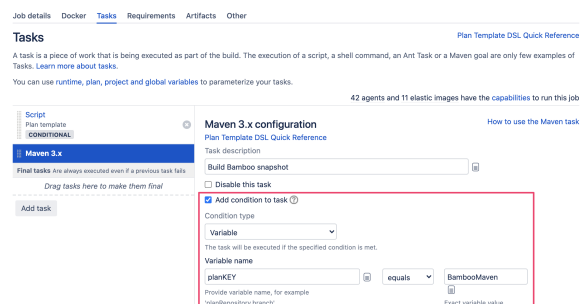 Job details Docker Tasks Requirements Artifacts Other
Tasks
Plan Template DSL Quick Reference
A task is a piece of work that is being executed as part of the build. The execution of a script, a shell command, an Ant Task or a Maven goal are only few examples of
Tasks. Learn more about tasks.
You can use runtime, plan, project and global variables to parameterize your tasks.
42 agents and 11 elastic images have the capabilities to run this job
Script
Plan template
CONDITIONAL
Maven 3.x
Final tasks Are always executed even if a previous task fails
Drag tasks here to make them final
Add task
Maven 3.x configuration
How to use the Maven task
Plan Template DSL Quick Reference
Task description
Build Bamboo snapshot
Disable this task
Add condition to task
Condition type
Variable
The task will be executed if the specified condition is met.
Variable name
planKEY equals BambooMaven
Provide variable name, for example
'planRepository.branch' Exact variable value